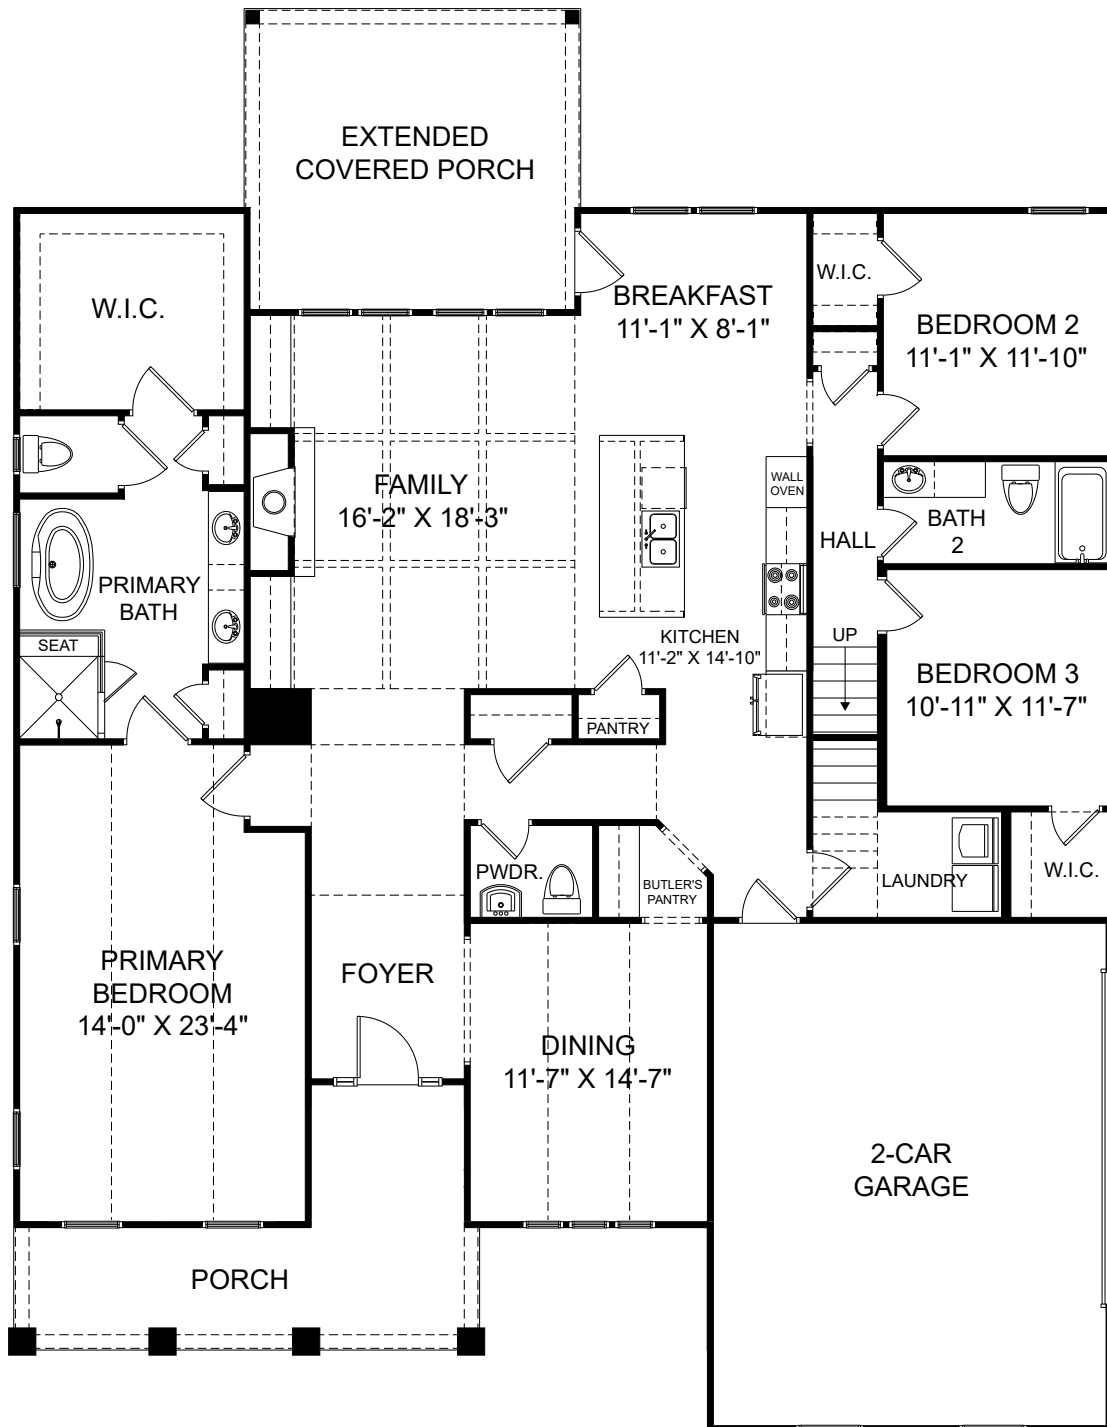 EXTENDED
COVERED PORCH
W.I.C.
W.I.C.
BREAKFAST
11'-1" X 8'-1"
BEDROOM 2
11'-1" X 11'-10"
FAMILY
16'-2" X 18'-3"
WALL
OVEN
HALL
BATH
2
PRIMARY
BATH
SEAT
KITCHEN
11'-2" X 14'-10"
UP
BEDROOM 3
10'-11" X 11'-7"
PANTRY
PWDR.
BUTLER'S
PANTRY
LAUNDRY
W.I.C.
PRIMARY
BEDROOM
14'-0" X 23'-4"
FOYER
DINING
11'-7" X 14'-7"
2-CAR
GARAGE
PORCH